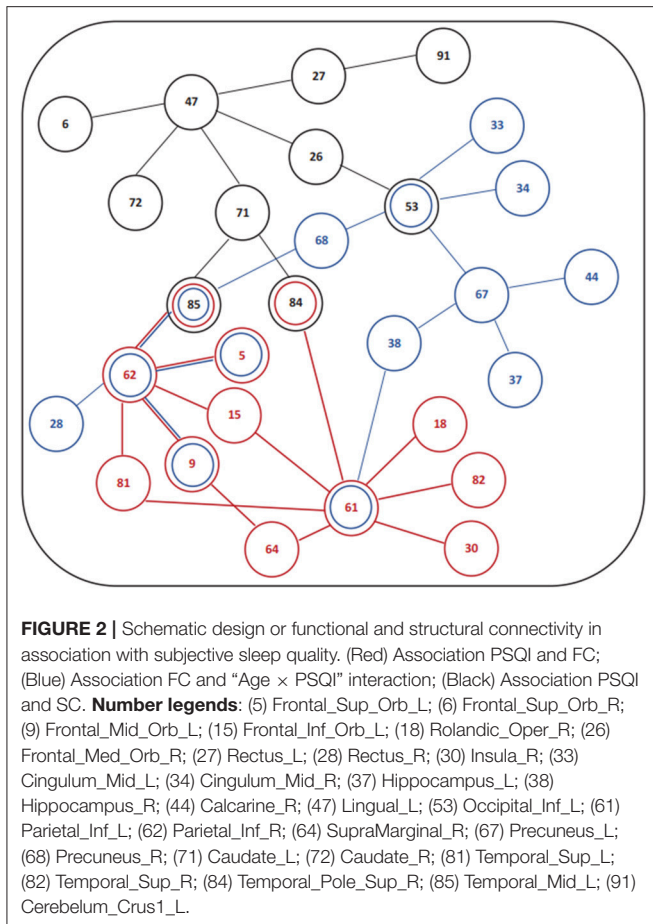 91
27
47
6
33
26
34
72
53
71
68
44
67
85
84
38
5
62
37
15
28
18
9
82
81
61
64
30
FIGURE 2 | Schematic design or functional and structural connectivity in
association with subjective sleep quality. (Red) Association PSQI and FC;
(Blue) Association FC and “Age × PSQI” interaction; (Black) Association PSQI
and SC. Number legends: (5) Frontal_Sup_Orb_L; (6) Frontal_Sup_Orb_R;
(9) Frontal_Mid_Orb_L; (15) Frontal_Inf_Orb_L; (18) Rolandic_Oper_R; (26)
Frontal_Med_Orb_R; (27) Rectus_L; (28) Rectus_R; (30) Insula_R; (33)
Cingulum_Mid_L; (34) Cingulum_Mid_R; (37) Hippocampus_L; (38)
Hippocampus_R; (44) Calcarine_R; (47) Lingual_L; (53) Occipital_Inf_L; (61)
Parietal_Inf_L; (62) Parietal_Inf_R; (64) SupraMarginal_R; (67) Precuneus_L;
(68) Precuneus_R; (71) Caudate_L; (72) Caudate_R; (81) Temporal_Sup_L;
(82) Temporal_Sup_R; (84) Temporal_Pole_Sup_R; (85) Temporal_Mid_L; (91)
Cerebelum_Crus1_L.